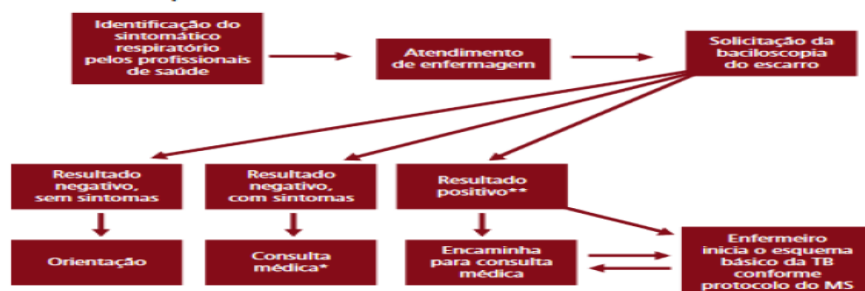 Identificação do
sintomático
respiratório
pelos profissionais
de saúde
Atendimento
de enfermagem
Solicitação da
baciloscopia
do escarro
Resultado
negativo,
sem sintomas
Resultado
negativo,
com sintomas
Resultado
positivo**
Orientação
Consulta
médica*
Encaminha
para consulta
médica
Enfermeiro
inicia o esquema
básico da TB
conforme
protocolo do MS